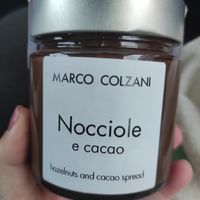 MARCO COLZANI
Nocciole
e cacao
hazelnuts and cacao spread